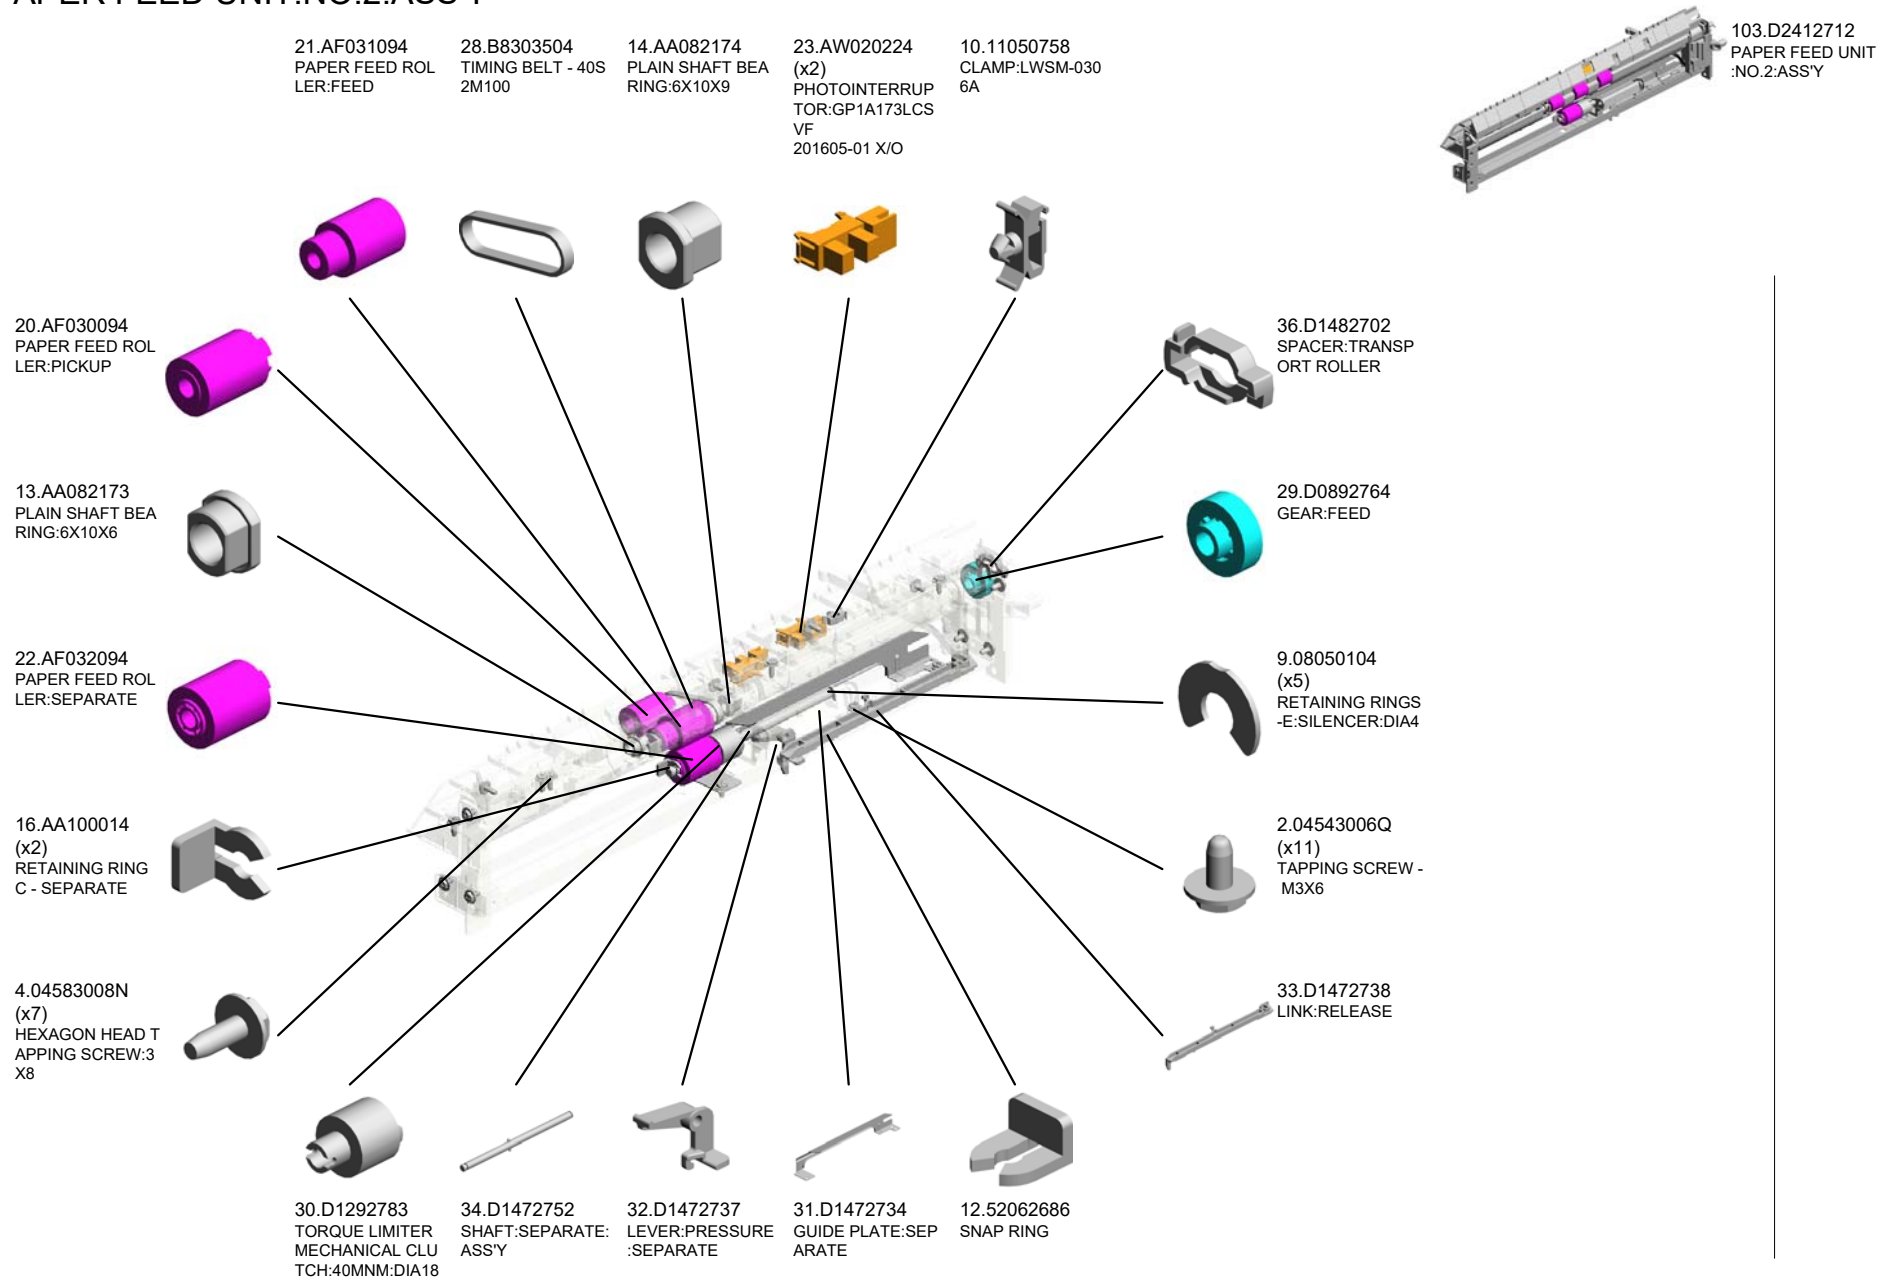 APER FEED UNIT:NO.2:ASS'Y
21.AF031094
PAPER FEED ROL
LER:FEED
28.B8303504
TIMING BELT - 40S
2M100
14.AA082174
PLAIN SHAFT BEA
RING:6X10X9
23.AW020224
(x2)
PHOTOINTERRUP
TOR:GP1A173LCS
VF
201605-01 X/O
10.11050758
CLAMP:LWSM-030
6A
103.D2412712
PAPER FEED UNIT
:NO.2:ASS'Y
20.AF030094
PAPER FEED ROL
LER:PICKUP
36.D1482702
SPACER:TRANSP
ORT ROLLER
13.AA082173
PLAIN SHAFT BEA
RING:6X10X6
29.D0892764
GEAR:FEED
22.AF032094
PAPER FEED ROL
LER:SEPARATE
9.08050104
(x5)
RETAINING RINGS
-E:SILENCER:DIA4
16.AA100014
(x2)
RETAINING RING
C - SEPARATE
2.04543006Q
(x11)
TAPPING SCREW -
M3X6
4.04583008N
(x7)
HEXAGON HEAD T
APPING SCREW:3
X8
33.D1472738
LINK:RELEASE
30.D1292783
TORQUE LIMITER
MECHANICAL CLU
TCH:40MNM:DIA18
34.D1472752
SHAFT:SEPARATE:
ASS'Y
32.D1472737
LEVER:PRESSURE
:SEPARATE
31.D1472734
GUIDE PLATE:SEP
ARATE
12.52062686
SNAP RING